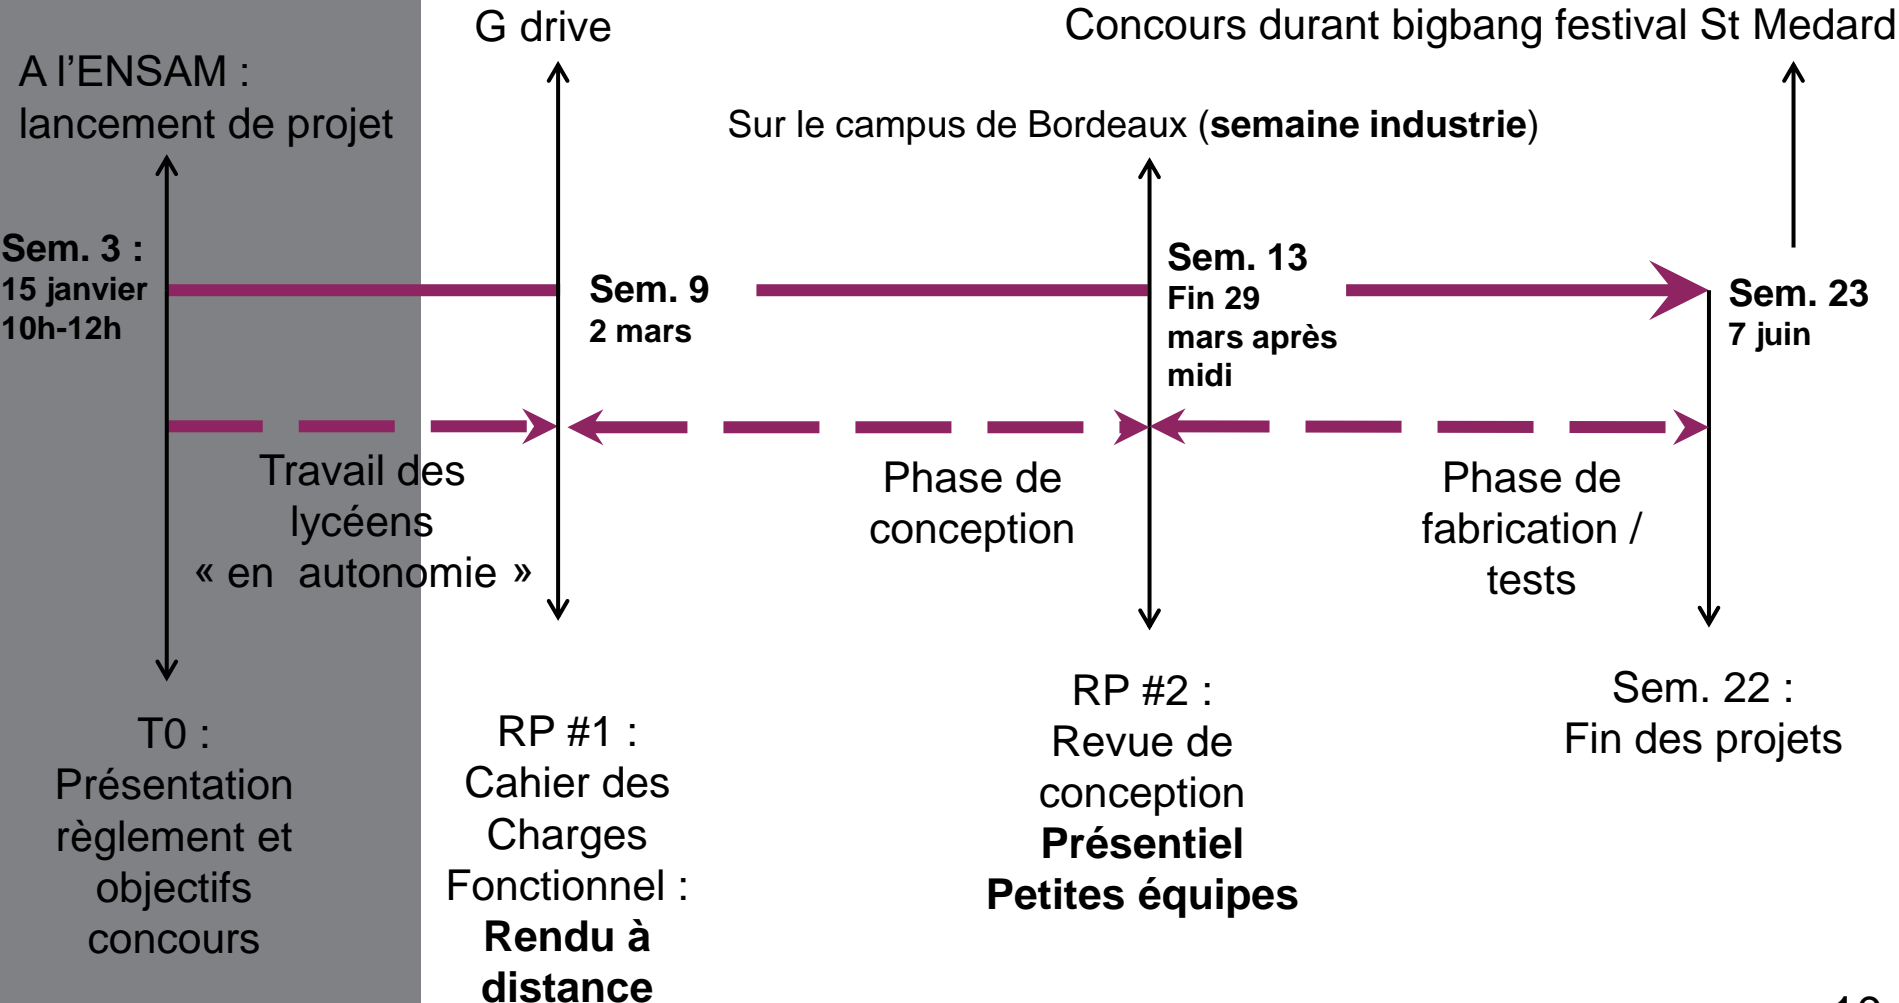 G drive
Concours durant bigbang festival St Medard
A l’ENSAM :
lancement de projet
Sur le campus de Bordeaux (semaine industrie)
Sem. 3 :
15 janvier
10h-12h
Sem. 9
2 mars
Sem. 13
Fin 29
mars après
midi
Sem. 23
7 juin
Travail des
lycéens
« en  autonomie »
Phase de
conception
Phase de
fabrication /
tests
T0 :
Présentation
règlement et
objectifs
concours
RP #1 :
Cahier des
Charges
Fonctionnel :
Rendu à
distance
RP #2 :
Revue de
conception
Présentiel
Petites équipes
Sem. 22 :
Fin des projets